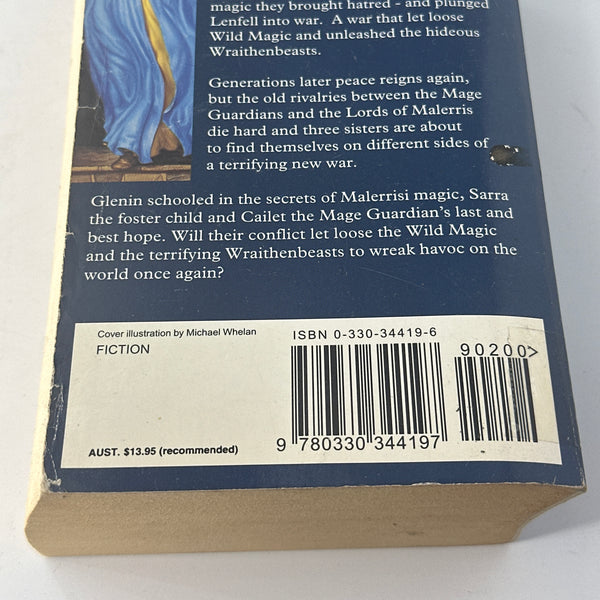 magic they brought hatred - and plunged
Lenfell into war. A war that let loose
Wild Magic and unleashed the hideous
Wraithenbeasts.
Generations later peace reigns again,
but the old rivalries between the Mage
Guardians and the Lords of Malerris
die hard and three sisters are about
to find themselves on different sides of
a terrifying new war.
Glenin schooled in the secrets of Malerrisi magic, Sarra
the foster child and Cailet the Mage Guardian's last and
best hope. Will their conflict let loose the Wild Magic
and the terrifying Wraithenbeasts to wreak havoc on the
world once again?
Cover illustration by Michael Whelan
FICTION
AUST. $13.95 (recommended)
ISBN 0-330-34419-6
90200>
9 780330 344197